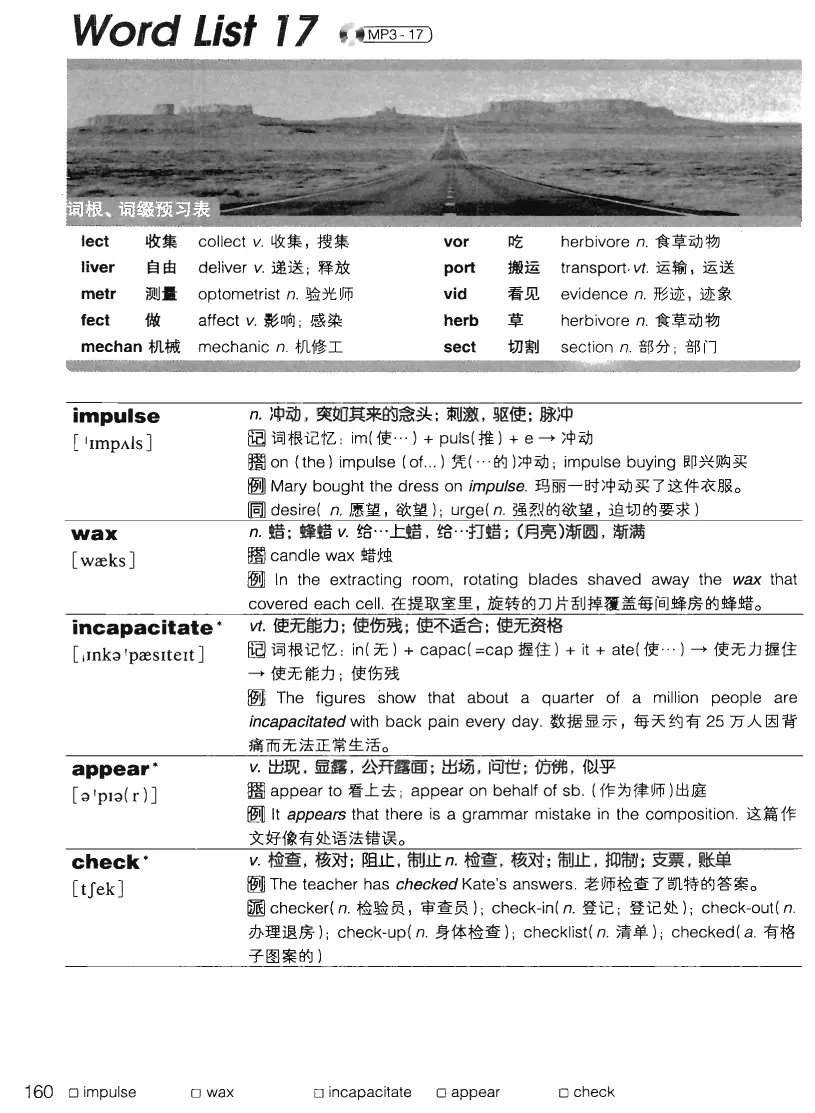 Word List 17 MP3-17
词根、词缀预习表
lect 收集 collect v. 收集，搜集 vor 吃 herbivore n. 食草动物
liver 自由 deliver v. 递送；释放 port 搬运 transport vt. 运输，运送
metr 测量 optometrist n. 验光师 vid 看见 evidence n. 形迹，迹象
fect 做 affect v. 影响；感染 herb 草 herbivore n. 食草动物
mechan 机械 mechanic n. 机修工 sect 切割 section n. 部分；部门
impulse n. 冲动，突如其来的念头；刺激，驱使；脉冲
[ˈɪmpʌls] 记 词根记忆：im(使…) + puls(推) + e → 冲动
搭 on (the) impulse (of...) 凭(…的)冲动；impulse buying 即兴购买
例 Mary bought the dress on impulse. 玛丽一时冲动买了这件衣服。
同 desire( n. 愿望，欲望)；urge( n. 强烈的欲望，迫切的要求)
wax n. 蜡；蜂蜡 v. 给…上蜡，给…打蜡；(月亮)渐圆，渐满
[wæks] 搭 candle wax 蜡烛
例 In the extracting room, rotating blades shaved away the wax that
covered each cell. 在提取室里，旋转的刀片刮掉覆盖每间蜂房的蜂蜡。
incapacitate* vt. 使无能力；使伤残；使不适合；使无资格
[ˌɪnkəˈpæsɪteɪt] 记 词根记忆：in(无) + capac(=cap 握住) + it + ate(使…) → 使无力握住
→ 使无能力；使伤残
例 The figures show that about a quarter of a million people are
incapacitated with back pain every day. 数据显示，每天约有 25 万人因背
痛而无法正常生活。
appear* v. 出现，显露，公开露面；出场，问世；仿佛，似乎
[əˈpɪə(r)] 搭 appear to 看上去；appear on behalf of sb. (作为律师)出庭
例 It appears that there is a grammar mistake in the composition. 这篇作
文好像有处语法错误。
check* v. 检查，核对；阻止，制止 n. 检查，核对；制止，抑制；支票，账单
[tʃek] 例 The teacher has checked Kate's answers. 老师检查了凯特的答案。
派 checker( n. 检验员，审查员)；check-in( n. 登记；登记处)；check-out( n.
办理退房)；check-up( n. 身体检查)；checklist( n. 清单)；checked( a. 有格
子图案的)
160 □ impulse □ wax □ incapacitate □ appear □ check